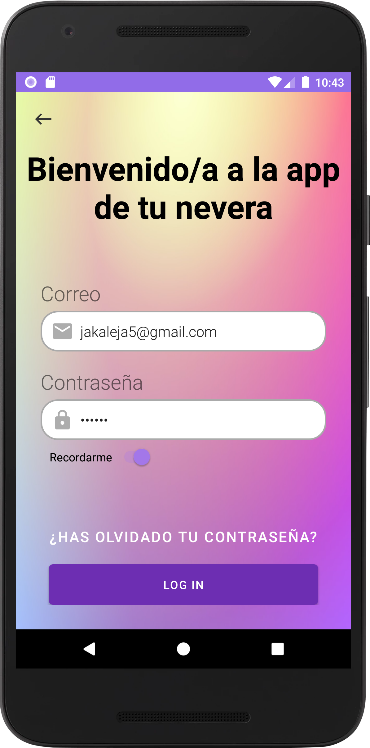 10:43
Bienvenido/a a la app
de tu nevera
Correo
jakaleja5@gmail.com
Contraseña
••••••
Recordarme
¿HAS OLVIDADO TU CONTRASEÑA?
LOG IN